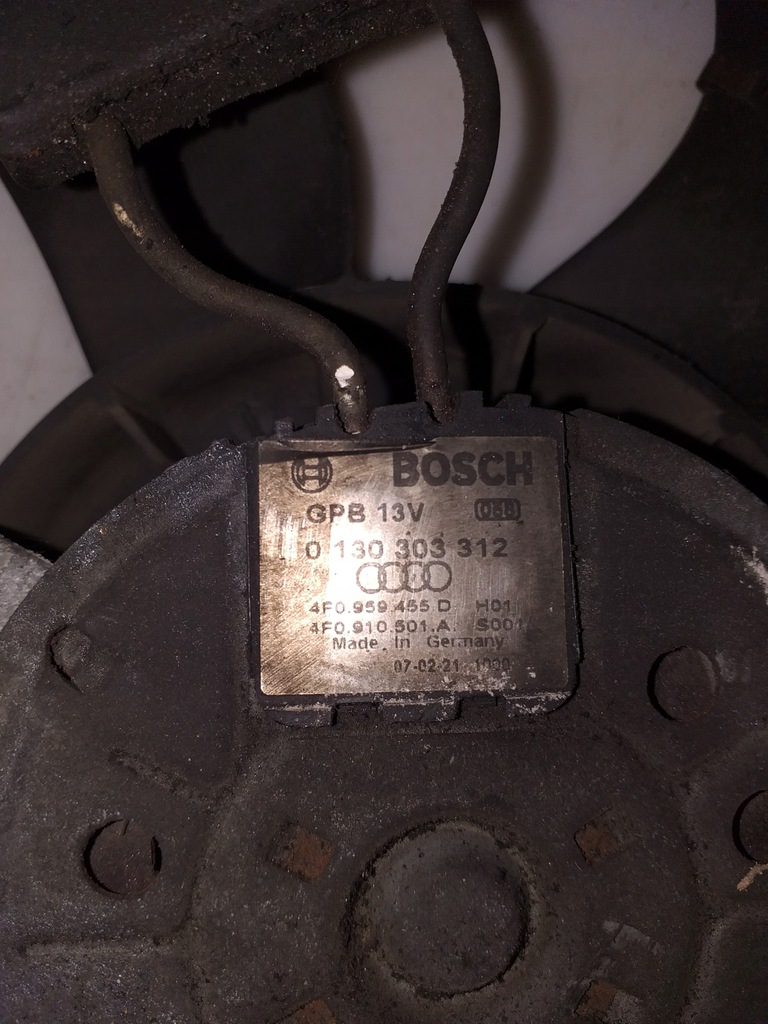 BOSCH
GPB 13V
0 130 303 312
4F0.959.455.D H01
4F0.910.501.A. S001
Made in Germany
07-02-21